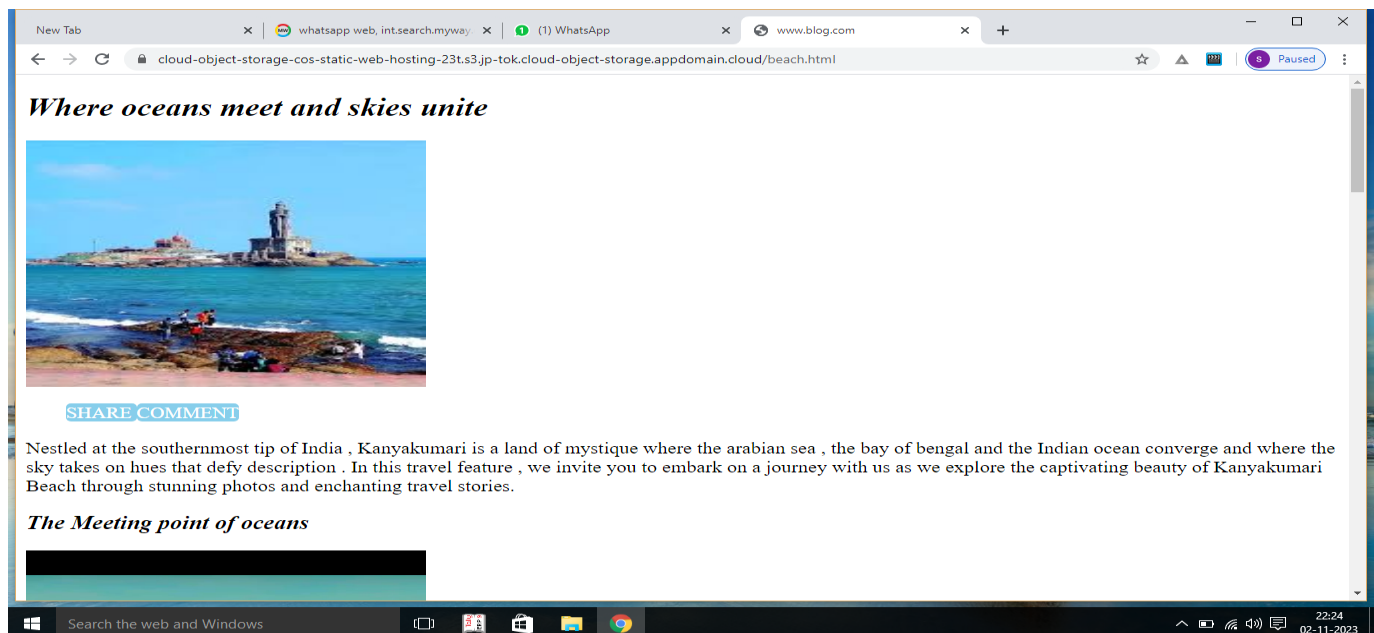 New Tab
whatsapp web, int.search.myway.
(1) WhatsApp
www.blog.com
cloud-object-storage-cos-static-web-hosting-23t.s3.jp-tok.cloud-object-storage.appdomain.cloud/beach.html
S
Paused
Where oceans meet and skies unite
SHARE COMMENT
Nestled at the southernmost tip of India , Kanyakumari is a land of mystique where the arabian sea , the bay of bengal and the Indian ocean converge and where the
sky takes on hues that defy description . In this travel feature , we invite you to embark on a journey with us as we explore the captivating beauty of Kanyakumari
Beach through stunning photos and enchanting travel stories.
The Meeting point of oceans
Search the web and Windows
22:24
02-11-2023